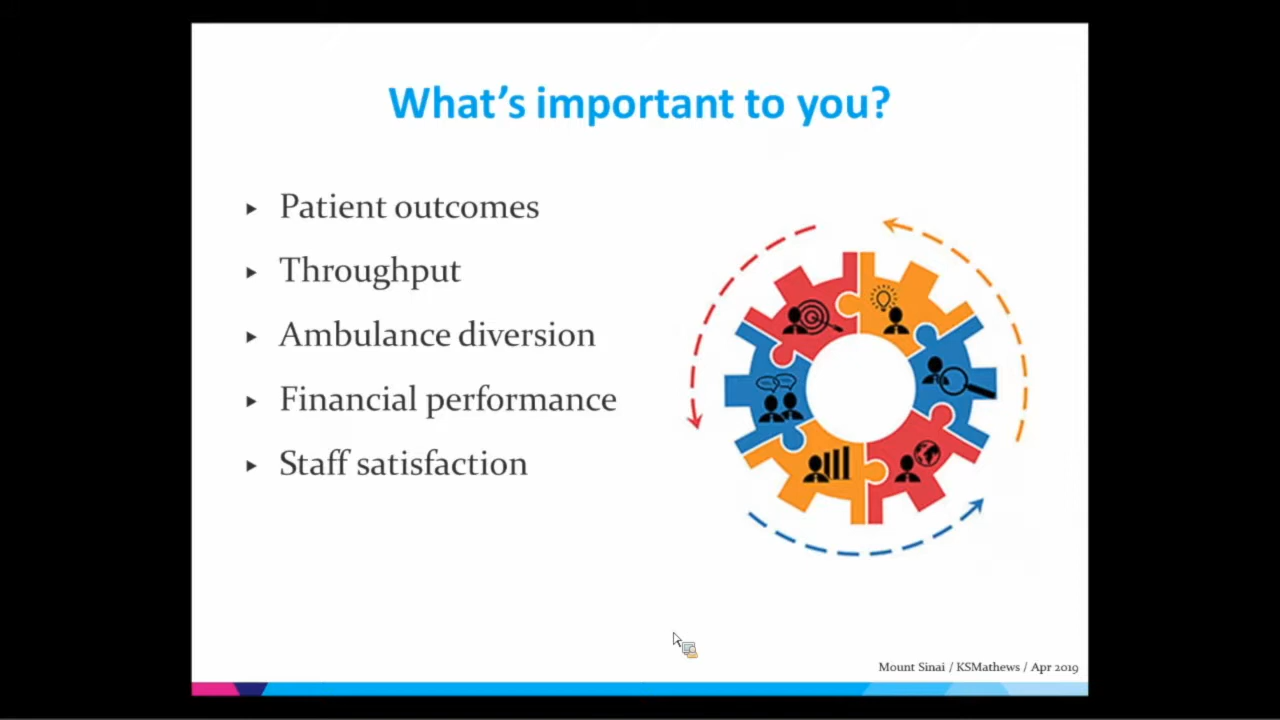 What's important to you?
▸ Patient outcomes
▸ Throughput
▸ Ambulance diversion
▸ Financial performance
▸ Staff satisfaction
Mount Sinai / KSMathews / Apr 2019